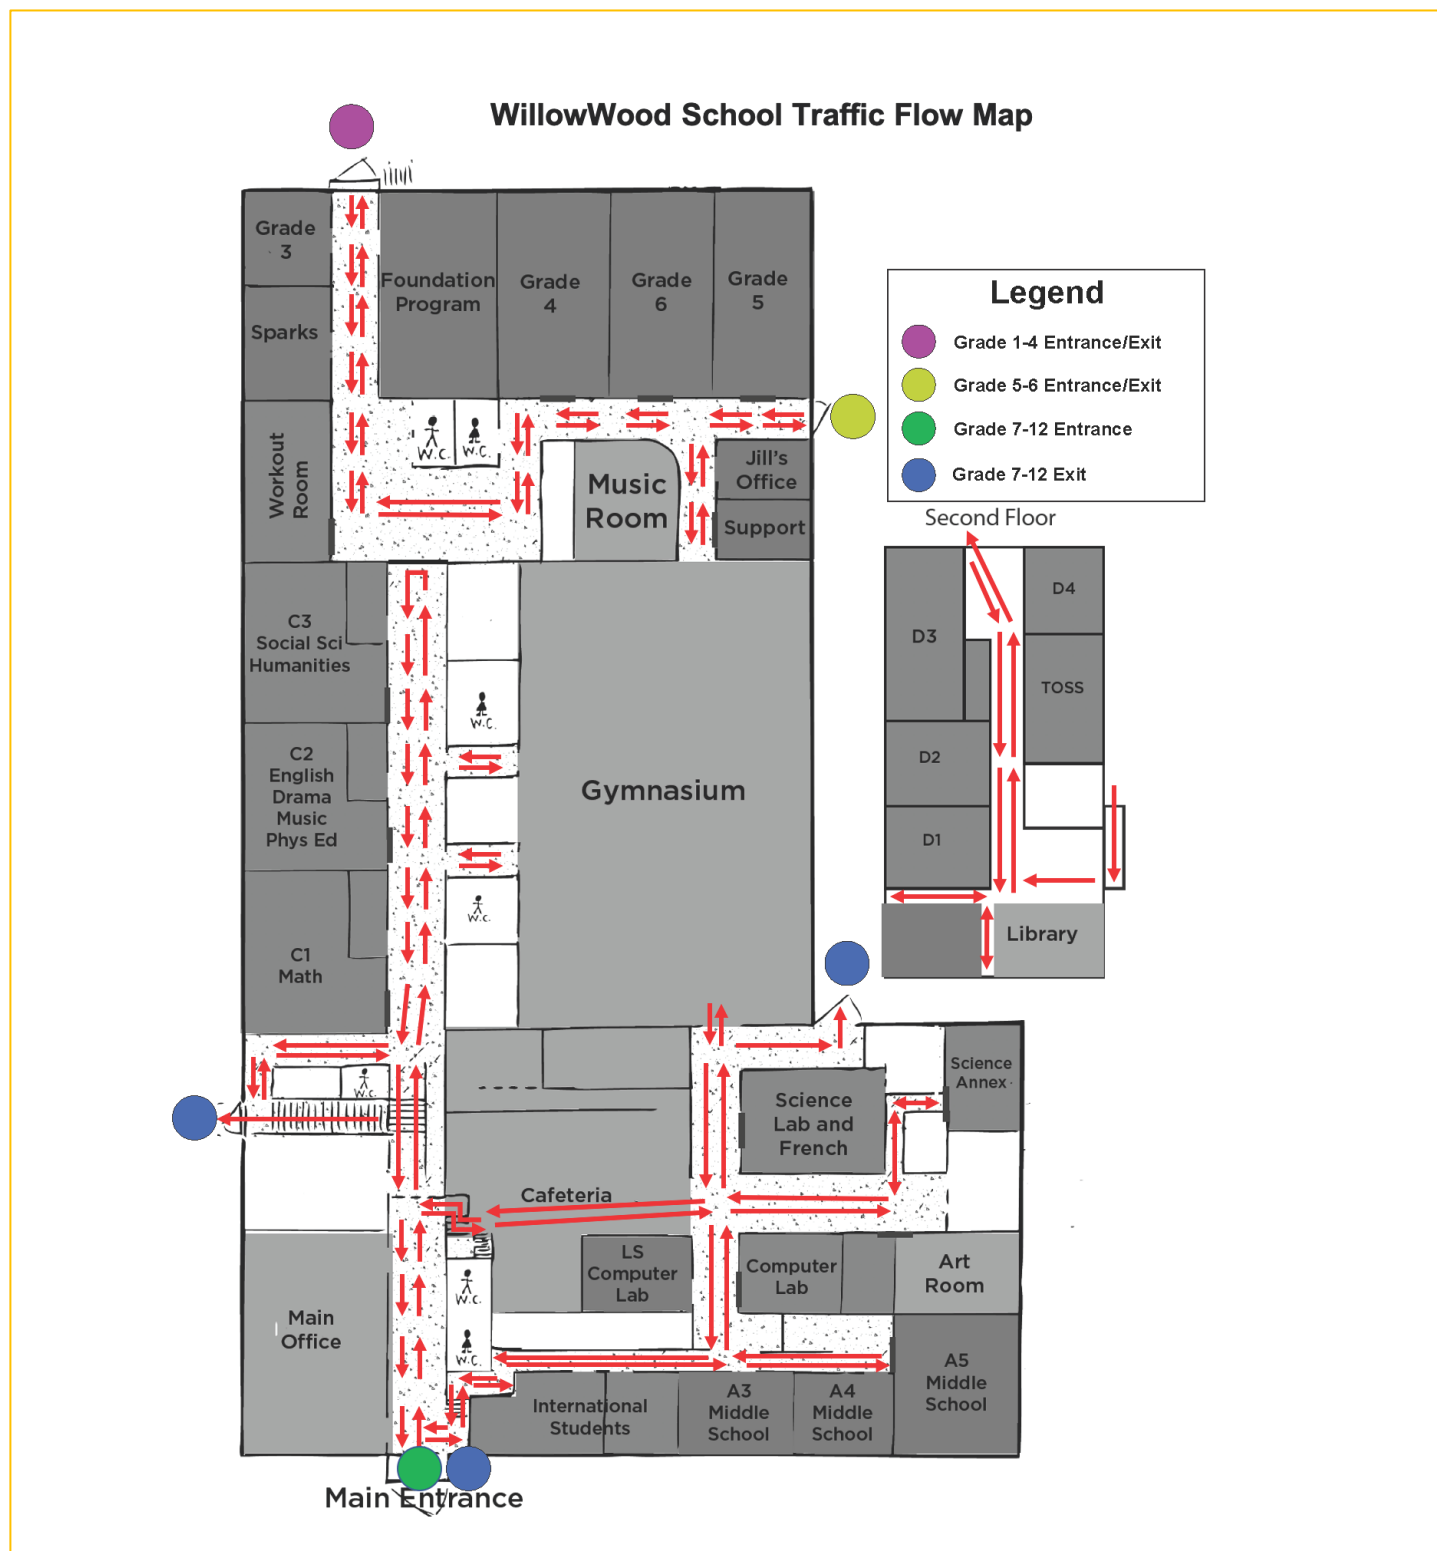 WillowWood School Traffic Flow Map
Grade
3
Foundation
Program
Grade
4
Grade
6
Grade
5
Sparks
Workout
Room
W.C.
W.C.
Music
Room
Jill's
Office
Support
Legend
Grade 1-4 Entrance/Exit
Grade 5-6 Entrance/Exit
Grade 7-12 Entrance
Grade 7-12 Exit
Second Floor
D3
D4
TOSS
D2
D1
Library
C3
Social Sci
Humanities
W.C.
C2
English
Drama
Music
Phys Ed
Gymnasium
W.C.
C1
Math
W.C.
Science
Lab and
French
Science
Annex
Cafeteria
LS
Computer
Lab
Computer
Lab
Art
Room
Main
Office
W.C.
W.C.
International
Students
A3
Middle
School
A4
Middle
School
A5
Middle
School
Main Entrance